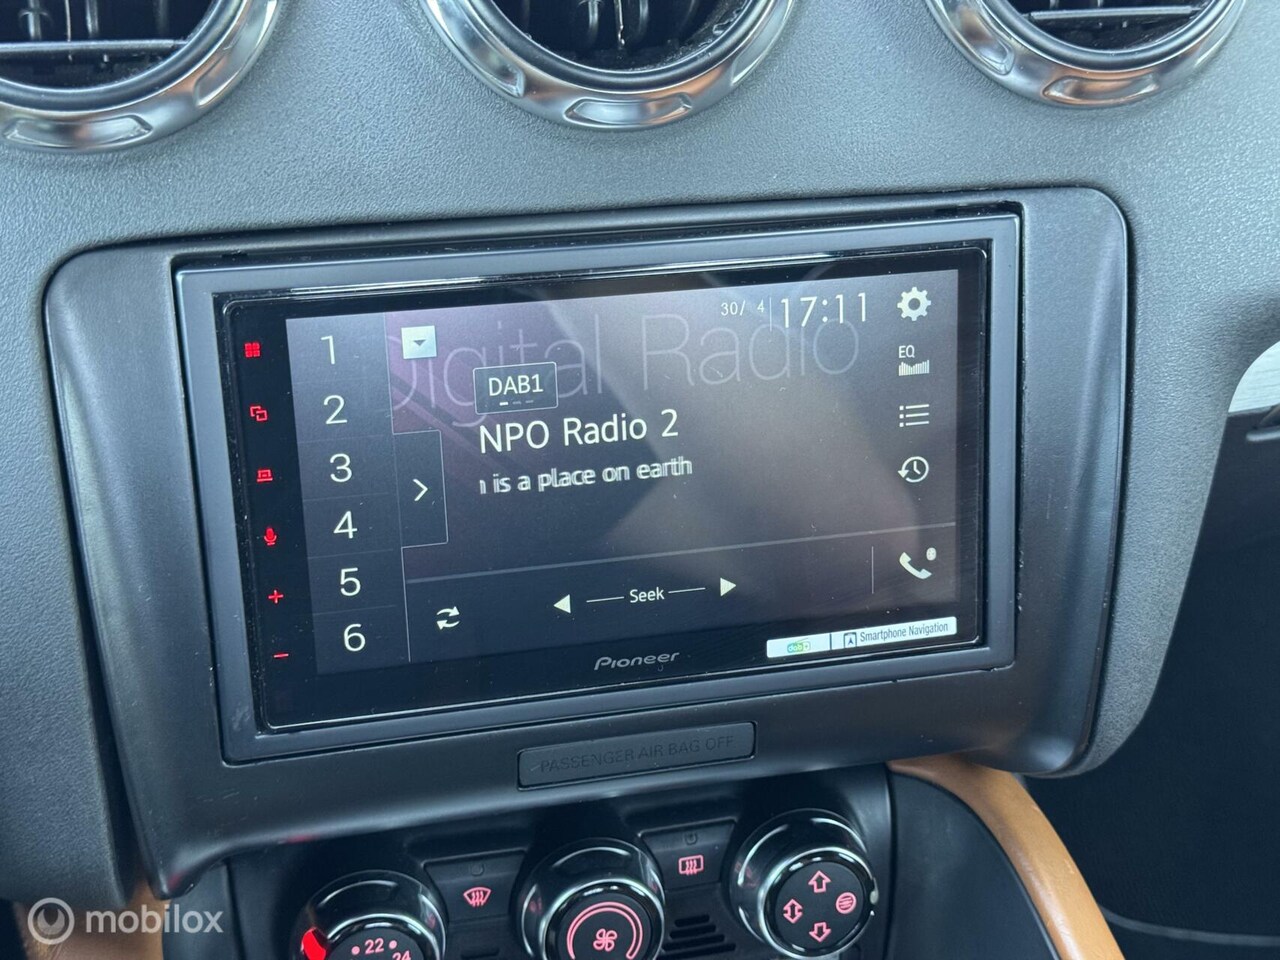 30/ 4 17:11
Digital Radio
1
2
3
4
5
6
DAB1
NPO Radio 2
is a place on earth
EQ
Seek
Pioneer
dab
Smartphone Navigation
PASSENGER AIR BAG OFF
22
24
mobilox